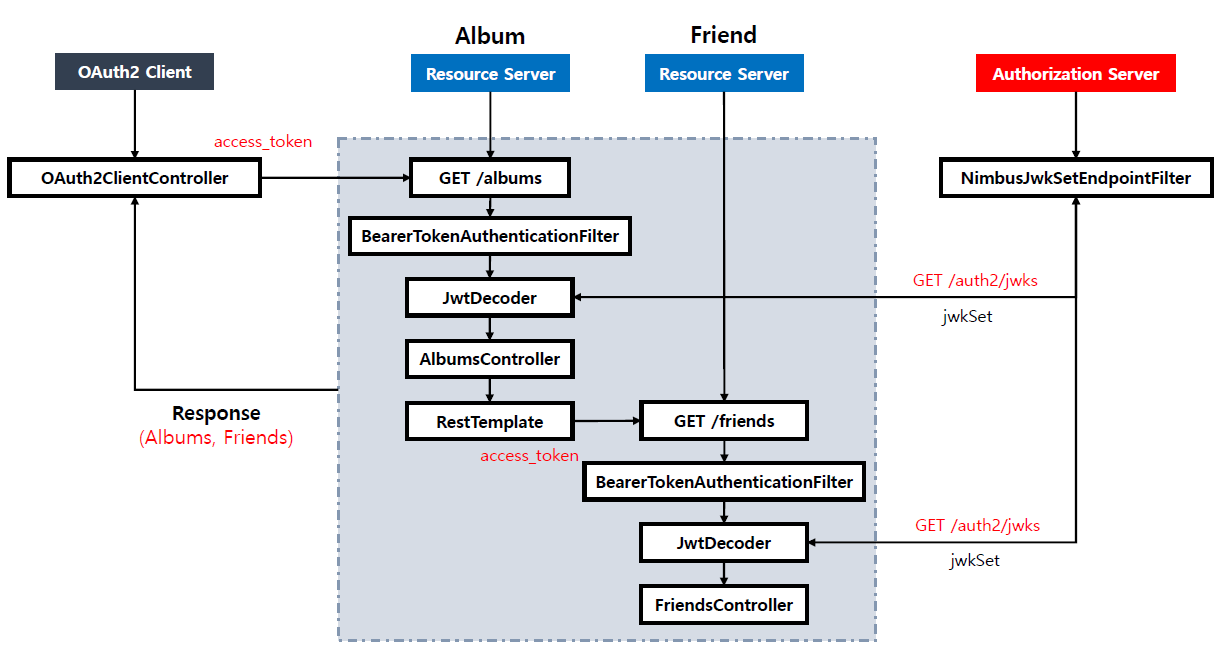 Album
Friend
OAuth2 Client
Resource Server
Resource Server
Authorization Server
access_token
OAuth2ClientController
GET /albums
NimbusJwkSetEndpointFilter
BearerTokenAuthenticationFilter
GET /auth2/jwks
JwtDecoder
jwkSet
AlbumsController
Response
(Albums, Friends)
RestTemplate
GET /friends
access_token
BearerTokenAuthenticationFilter
GET /auth2/jwks
JwtDecoder
jwkSet
FriendsController